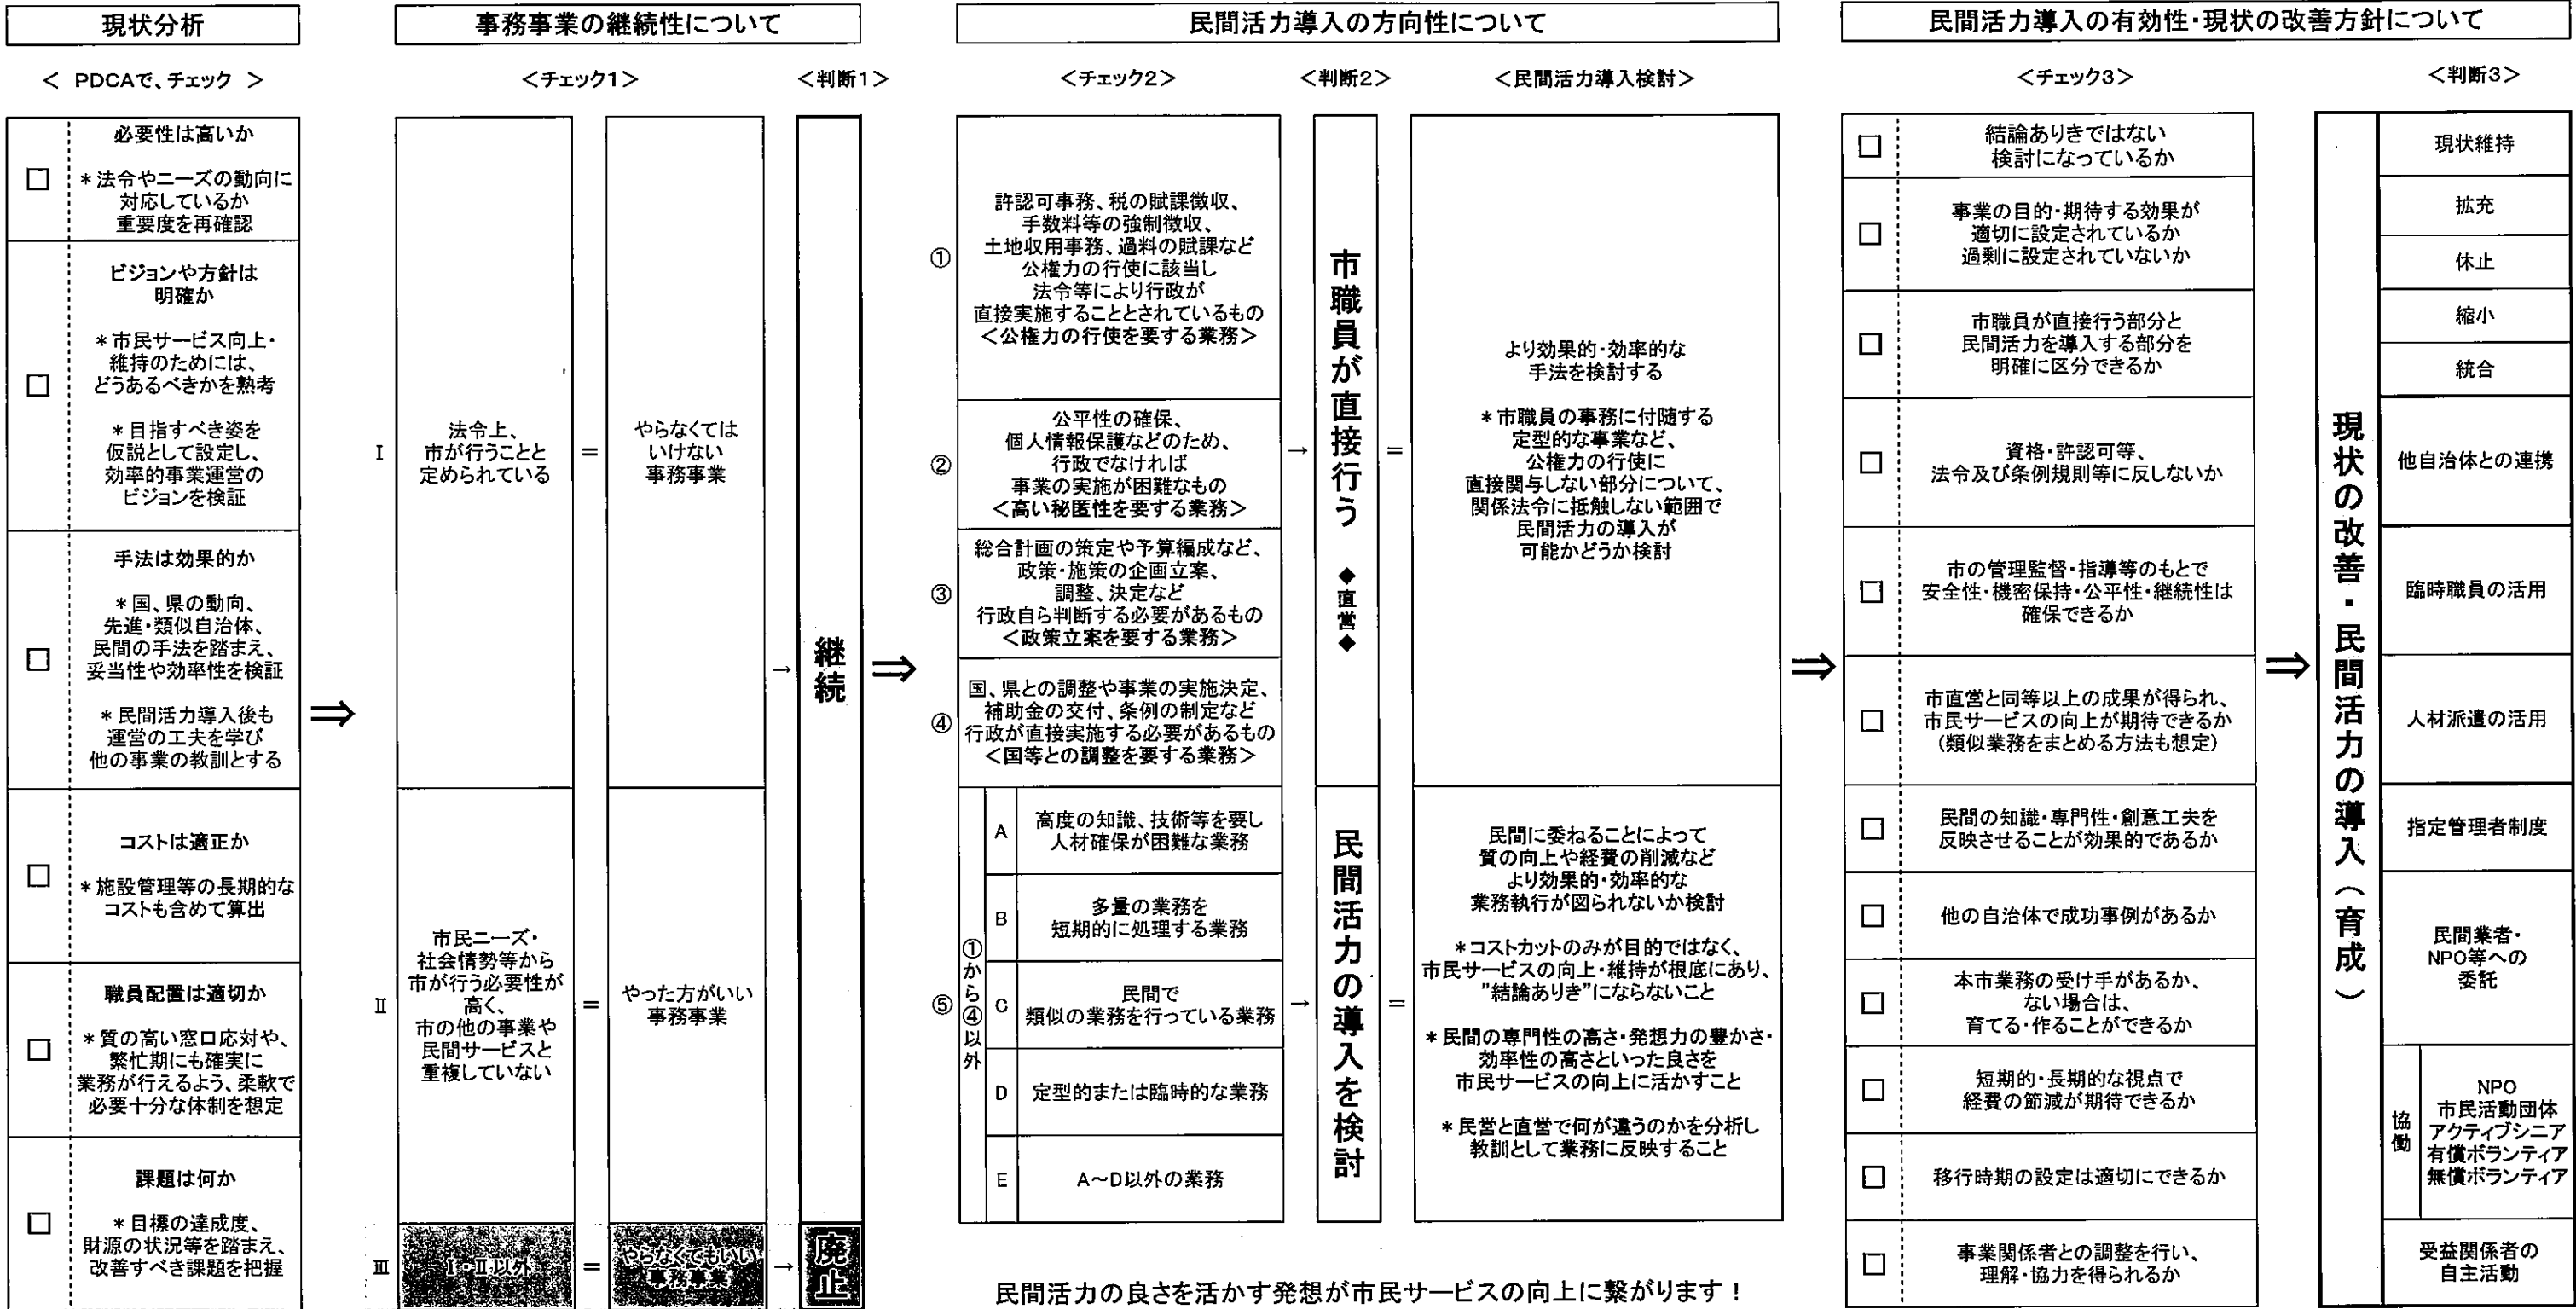 現状分析
< PDCAで、チェック >
□
必要性は高いか
*法令やニーズの動向に
対応しているか
重要度を再確認
□
ビジョンや方針は
明確か
*市民サービス向上・
維持のためには、
どうあるべきかを熟考
*目指すべき姿を
仮説として設定し、
効率的事業運営の
ビジョンを検証
□
手法は効果的か
*国、県の動向、
先進・類似自治体、
民間の手法を踏まえ、
妥当性や効率性を検証
*民間活力導入後も
運営の工夫を学び
他の事業の教訓とする
□
コストは適正か
*施設管理等の長期的な
コストも含めて算出
□
職員配置は適切か
*質の高い窓口応対や、
繁忙期にも確実に
業務が行えるよう、柔軟で
必要十分な体制を想定
□
課題は何か
*目標の達成度、
財源の状況等を踏まえ、
改善すべき課題を把握
⇒
事務事業の継続性について
<チェック1>
<判断1>
Ⅰ
法令上、
市が行うことと
定められている
=
やらなくては
いけない
事務事業
Ⅱ
市民ニーズ・
社会情勢等から
市が行う必要性が
高く、
市の他の事業や
民間サービスと
重複していない
=
やった方がいい
事務事業
→
継続
Ⅲ
Ⅰ・Ⅱ以外
=
やらなくてもいい
事務事業
→
廃止
⇒
民間活力導入の方向性について
<チェック2>
<判断2>
<民間活力導入検討>
①
許認可事務、税の賦課徴収、
手数料等の強制徴収、
土地収用事務、過料の賦課など
公権力の行使に該当し
法令等により行政が
直接実施することとされているもの
<公権力の行使を要する業務>
②
公平性の確保、
個人情報保護などのため、
行政でなければ
事業の実施が困難なもの
<高い秘匿性を要する業務>
③
総合計画の策定や予算編成など、
政策・施策の企画立案、
調整、決定など
行政自ら判断する必要があるもの
<政策立案を要する業務>
④
国、県との調整や事業の実施決定、
補助金の交付、条例の制定など
行政が直接実施する必要があるもの
<国等との調整を要する業務>
→
市職員が直接行う ◆直営◆
=
より効果的・効率的な
手法を検討する
*市職員の事務に付随する
定型的な事業など、
公権力の行使に
直接関与しない部分について、
関係法令に抵触しない範囲で
民間活力の導入が
可能かどうか検討
⑤
①から④以外
A
高度の知識、技術等を要し
人材確保が困難な業務
B
多量の業務を
短期的に処理する業務
C
民間で
類似の業務を行っている業務
D
定型的または臨時的な業務
E
A~D以外の業務
→
民間活力の導入を検討
=
民間に委ねることによって
質の向上や経費の削減など
より効果的・効率的な
業務執行が図られないか検討
*コストカットのみが目的ではなく、
市民サービスの向上・維持が根底にあり、
"結論ありき"にならないこと
*民間の専門性の高さ・発想力の豊かさ・
効率性の高さといった良さを
市民サービスの向上に活かすこと
*民営と直営で何が違うのかを分析し
教訓として業務に反映すること
民間活力の良さを活かす発想が市民サービスの向上に繋がります!
⇒
民間活力導入の有効性・現状の改善方針について
<チェック3>
<判断3>
□
結論ありきではない
検討になっているか
□
事業の目的・期待する効果が
適切に設定されているか
過剰に設定されていないか
□
市職員が直接行う部分と
民間活力を導入する部分を
明確に区分できるか
□
資格・許認可等、
法令及び条例規則等に反しないか
□
市の管理監督・指導等のもとで
安全性・機密保持・公平性・継続性は
確保できるか
□
市直営と同等以上の成果が得られ、
市民サービスの向上が期待できるか
(類似業務をまとめる方法も想定)
□
民間の知識・専門性・創意工夫を
反映させることが効果的であるか
□
他の自治体で成功事例があるか
□
本市業務の受け手があるか、
ない場合は、
育てる・作ることができるか
□
短期的・長期的な視点で
経費の節減が期待できるか
□
移行時期の設定は適切にできるか
□
事業関係者との調整を行い、
理解・協力を得られるか
⇒
現状の改善・民間活力の導入(育成)
現状維持
拡充
休止
縮小
統合
他自治体との連携
臨時職員の活用
人材派遣の活用
指定管理者制度
民間業者・
NPO等への
委託
協働
NPO
市民活動団体
アクティブシニア
有償ボランティア
無償ボランティア
受益関係者の
自主活動